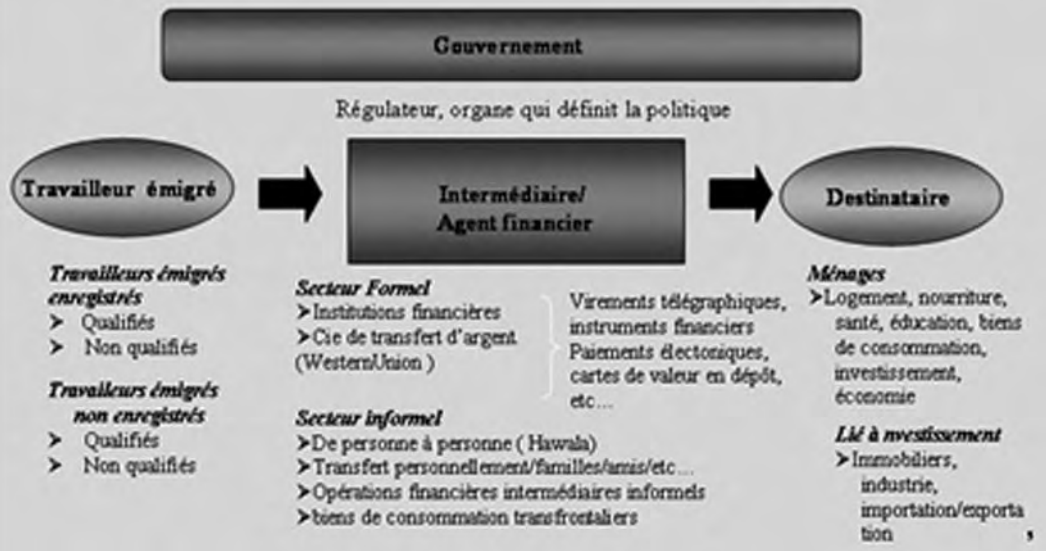 Gouvernement
Régulateur, organe qui définit la politique
Travailleur émigré
Intermédiaire/
Agent financier
Destinataire
Travailleurs émigrés
enregistrés
➤ Qualifiés
➤ Non qualifiés
Travailleurs émigrés
non enregistrés
➤ Qualifiés
➤ Non qualifiés
Secteur Formel
➤Institutions financières
➤Cie de transfert d'argent
(WesternUnion )
Virements télégraphiques,
instruments financiers
Paiements électoniques,
cartes de valeur en dépôt,
etc...
Secteur informel
➤De personne à personne ( Hawala)
➤Transfert personnellement/familles/amis/etc...
➤Opérations financières intermédiaires informels
➤biens de consommation transfrontaliers
Ménages
➤Logement, nourriture,
santé, éducation, biens
de consommation,
investissement,
économie
Lié à nvestissement
➤Immobiliers,
industrie,
importation/exporta
tion